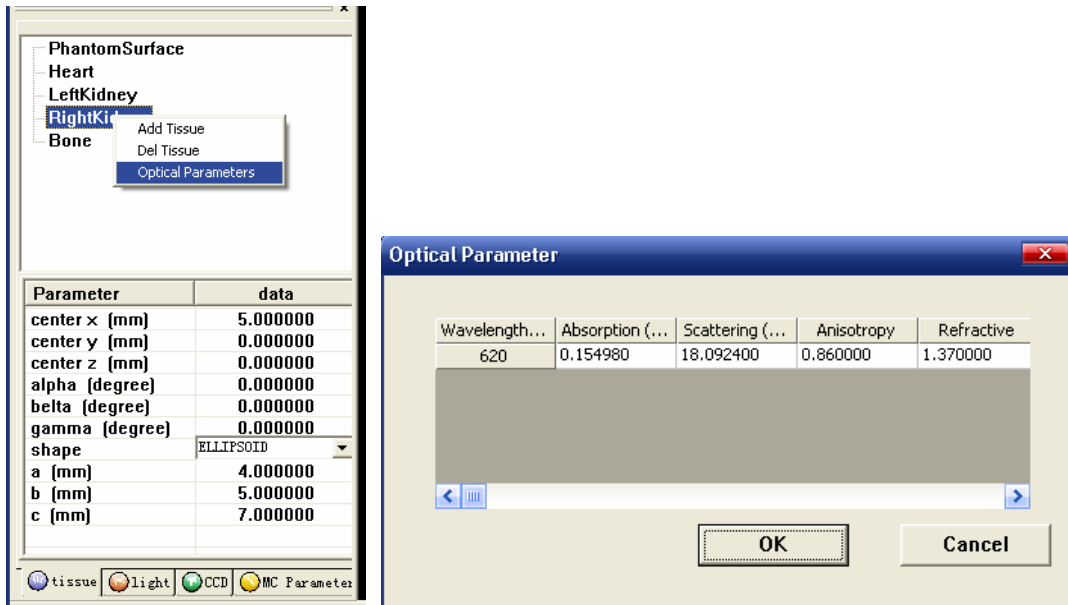 x
PhantomSurface
Heart
LeftKidney
RightKid
Bone
Add Tissue
Del Tissue
Optical Parameters
Parameter data
center x (mm) 5.000000
center y (mm) 0.000000
center z (mm) 0.000000
alpha (degree) 0.000000
belta (degree) 0.000000
gamma (degree) 0.000000
shape ELLIPSOID
a (mm) 4.000000
b (mm) 5.000000
c (mm) 7.000000
tissue light CCD MC Parameter
Optical Parameter
Wavelength... Absorption (... Scattering (... Anisotropy Refractive
620 0.154980 18.092400 0.860000 1.370000
OK Cancel